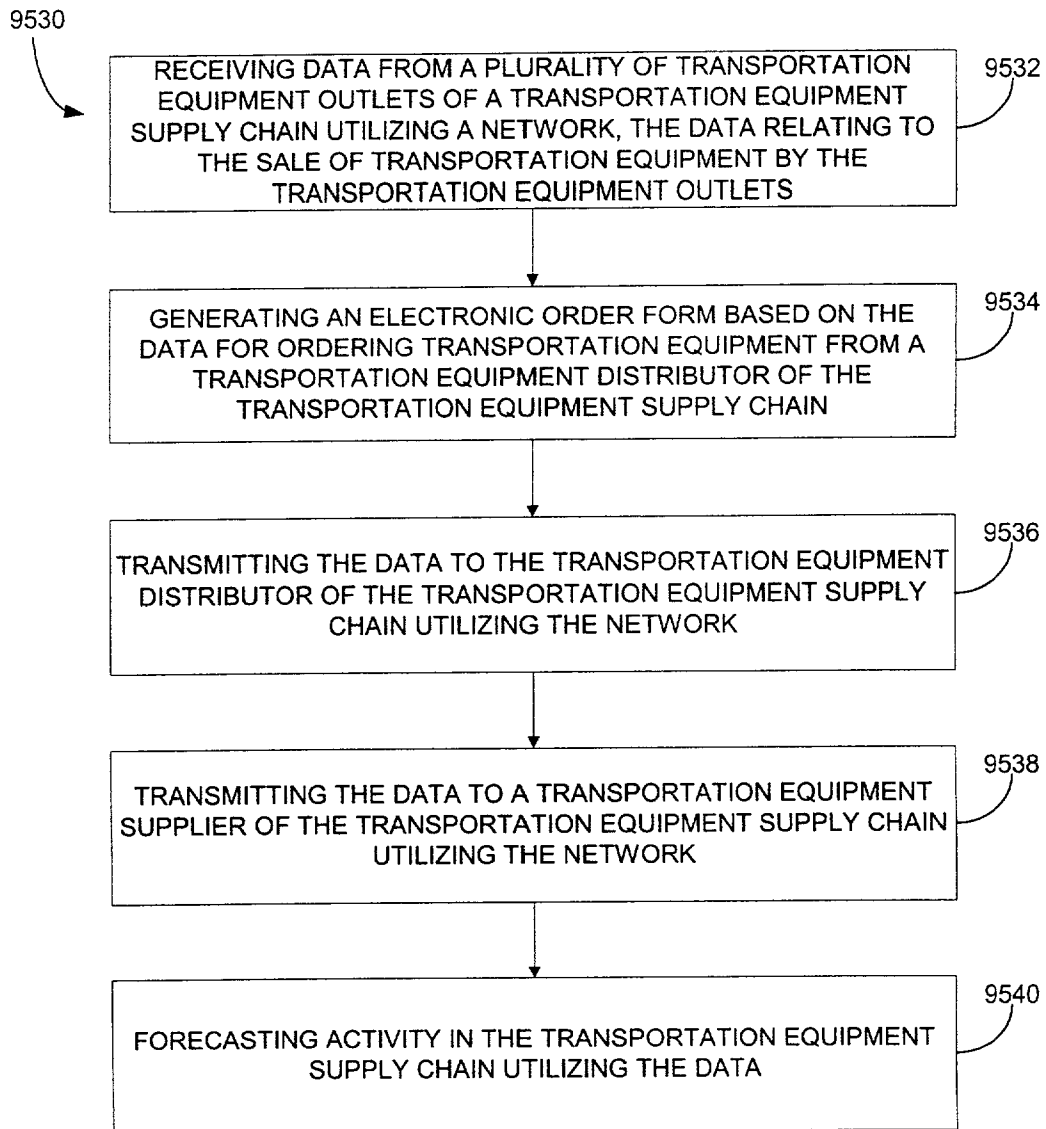 9530
RECEIVING DATA FROM A PLURALITY OF TRANSPORTATION
EQUIPMENT OUTLETS OF A TRANSPORTATION EQUIPMENT
SUPPLY CHAIN UTILIZING A NETWORK, THE DATA RELATING TO
THE SALE OF TRANSPORTATION EQUIPMENT BY THE
TRANSPORTATION EQUIPMENT OUTLETS
9532
GENERATING AN ELECTRONIC ORDER FORM BASED ON THE
DATA FOR ORDERING TRANSPORTATION EQUIPMENT FROM A
TRANSPORTATION EQUIPMENT DISTRIBUTOR OF THE
TRANSPORTATION EQUIPMENT SUPPLY CHAIN
9534
TRANSMITTING THE DATA TO THE TRANSPORTATION EQUIPMENT
DISTRIBUTOR OF THE TRANSPORTATION EQUIPMENT SUPPLY
CHAIN UTILIZING THE NETWORK
9536
TRANSMITTING THE DATA TO A TRANSPORTATION EQUIPMENT
SUPPLIER OF THE TRANSPORTATION EQUIPMENT SUPPLY CHAIN
UTILIZING THE NETWORK
9538
FORECASTING ACTIVITY IN THE TRANSPORTATION EQUIPMENT
SUPPLY CHAIN UTILIZING THE DATA
9540